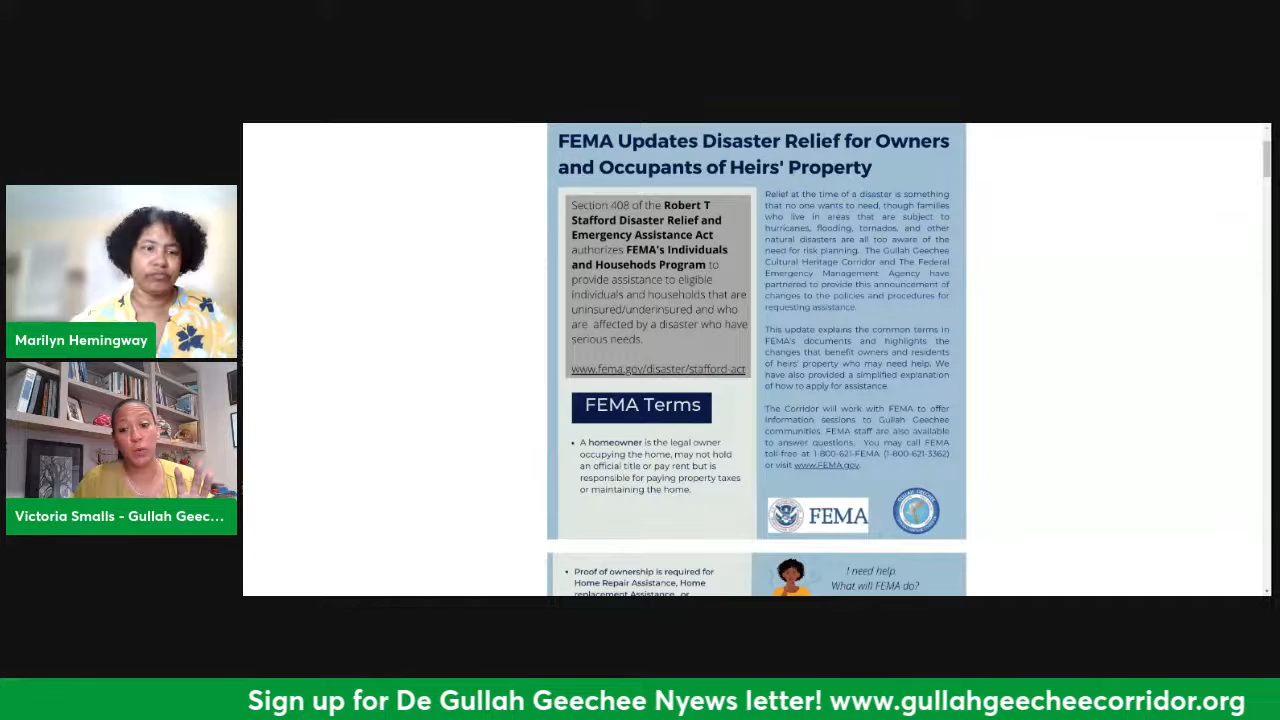 FEMA Updates Disaster Relief for Owners
and Occupants of Heirs' Property
Section 408 of the Robert T
Stafford Disaster Relief and
Emergency Assistance Act
authorizes FEMA's Individuals
and Househods Program to
provide assistance to eligible
individuals and households that are
uninsured/underinsured and who
are affected by a disaster who have
serious needs.
www.fema.gov/disaster/stafford-act
FEMA Terms
• A homeowner is the legal owner
occupying the home, may not hold
an official title or pay rent but is
responsible for paying property taxes
or maintaining the home.
Relief at the time of a disaster is something
that no one wants to need, though families
who live in areas that are subject to
hurricanes, flooding, tornados, and other
natural disasters are all too aware of the
need for risk planning. The Gullah Geechee
Cultural Heritage Corridor and The Federal
Emergency Management Agency have
partnered to provide this announcement of
changes to the policies and procedures for
requesting assistance.
This update explains the common terms in
FEMA's documents and highlights the
changes that benefit owners and residents
of heirs' property who may need help. We
have also provided a simplified explanation
of how to apply for assistance.
The Corridor will work with FEMA to offer
information sessions to Gullah Geechee
communities. FEMA staff are also available
to answer questions. You may call FEMA
toll-free at 1-800-621-FEMA (1-800-621-3362)
or visit www.FEMA.gov.
FEMA
GULLAH GEECHEE
• Proof of ownership is required for
Home Repair Assistance, Home
replacement Assistance, or
I need help.
What will FEMA do?
Marilyn Hemingway
Victoria Smalls - Gullah Geec...
Sign up for De Gullah Geechee Nyews letter! www.gullahgeecheecorridor.org